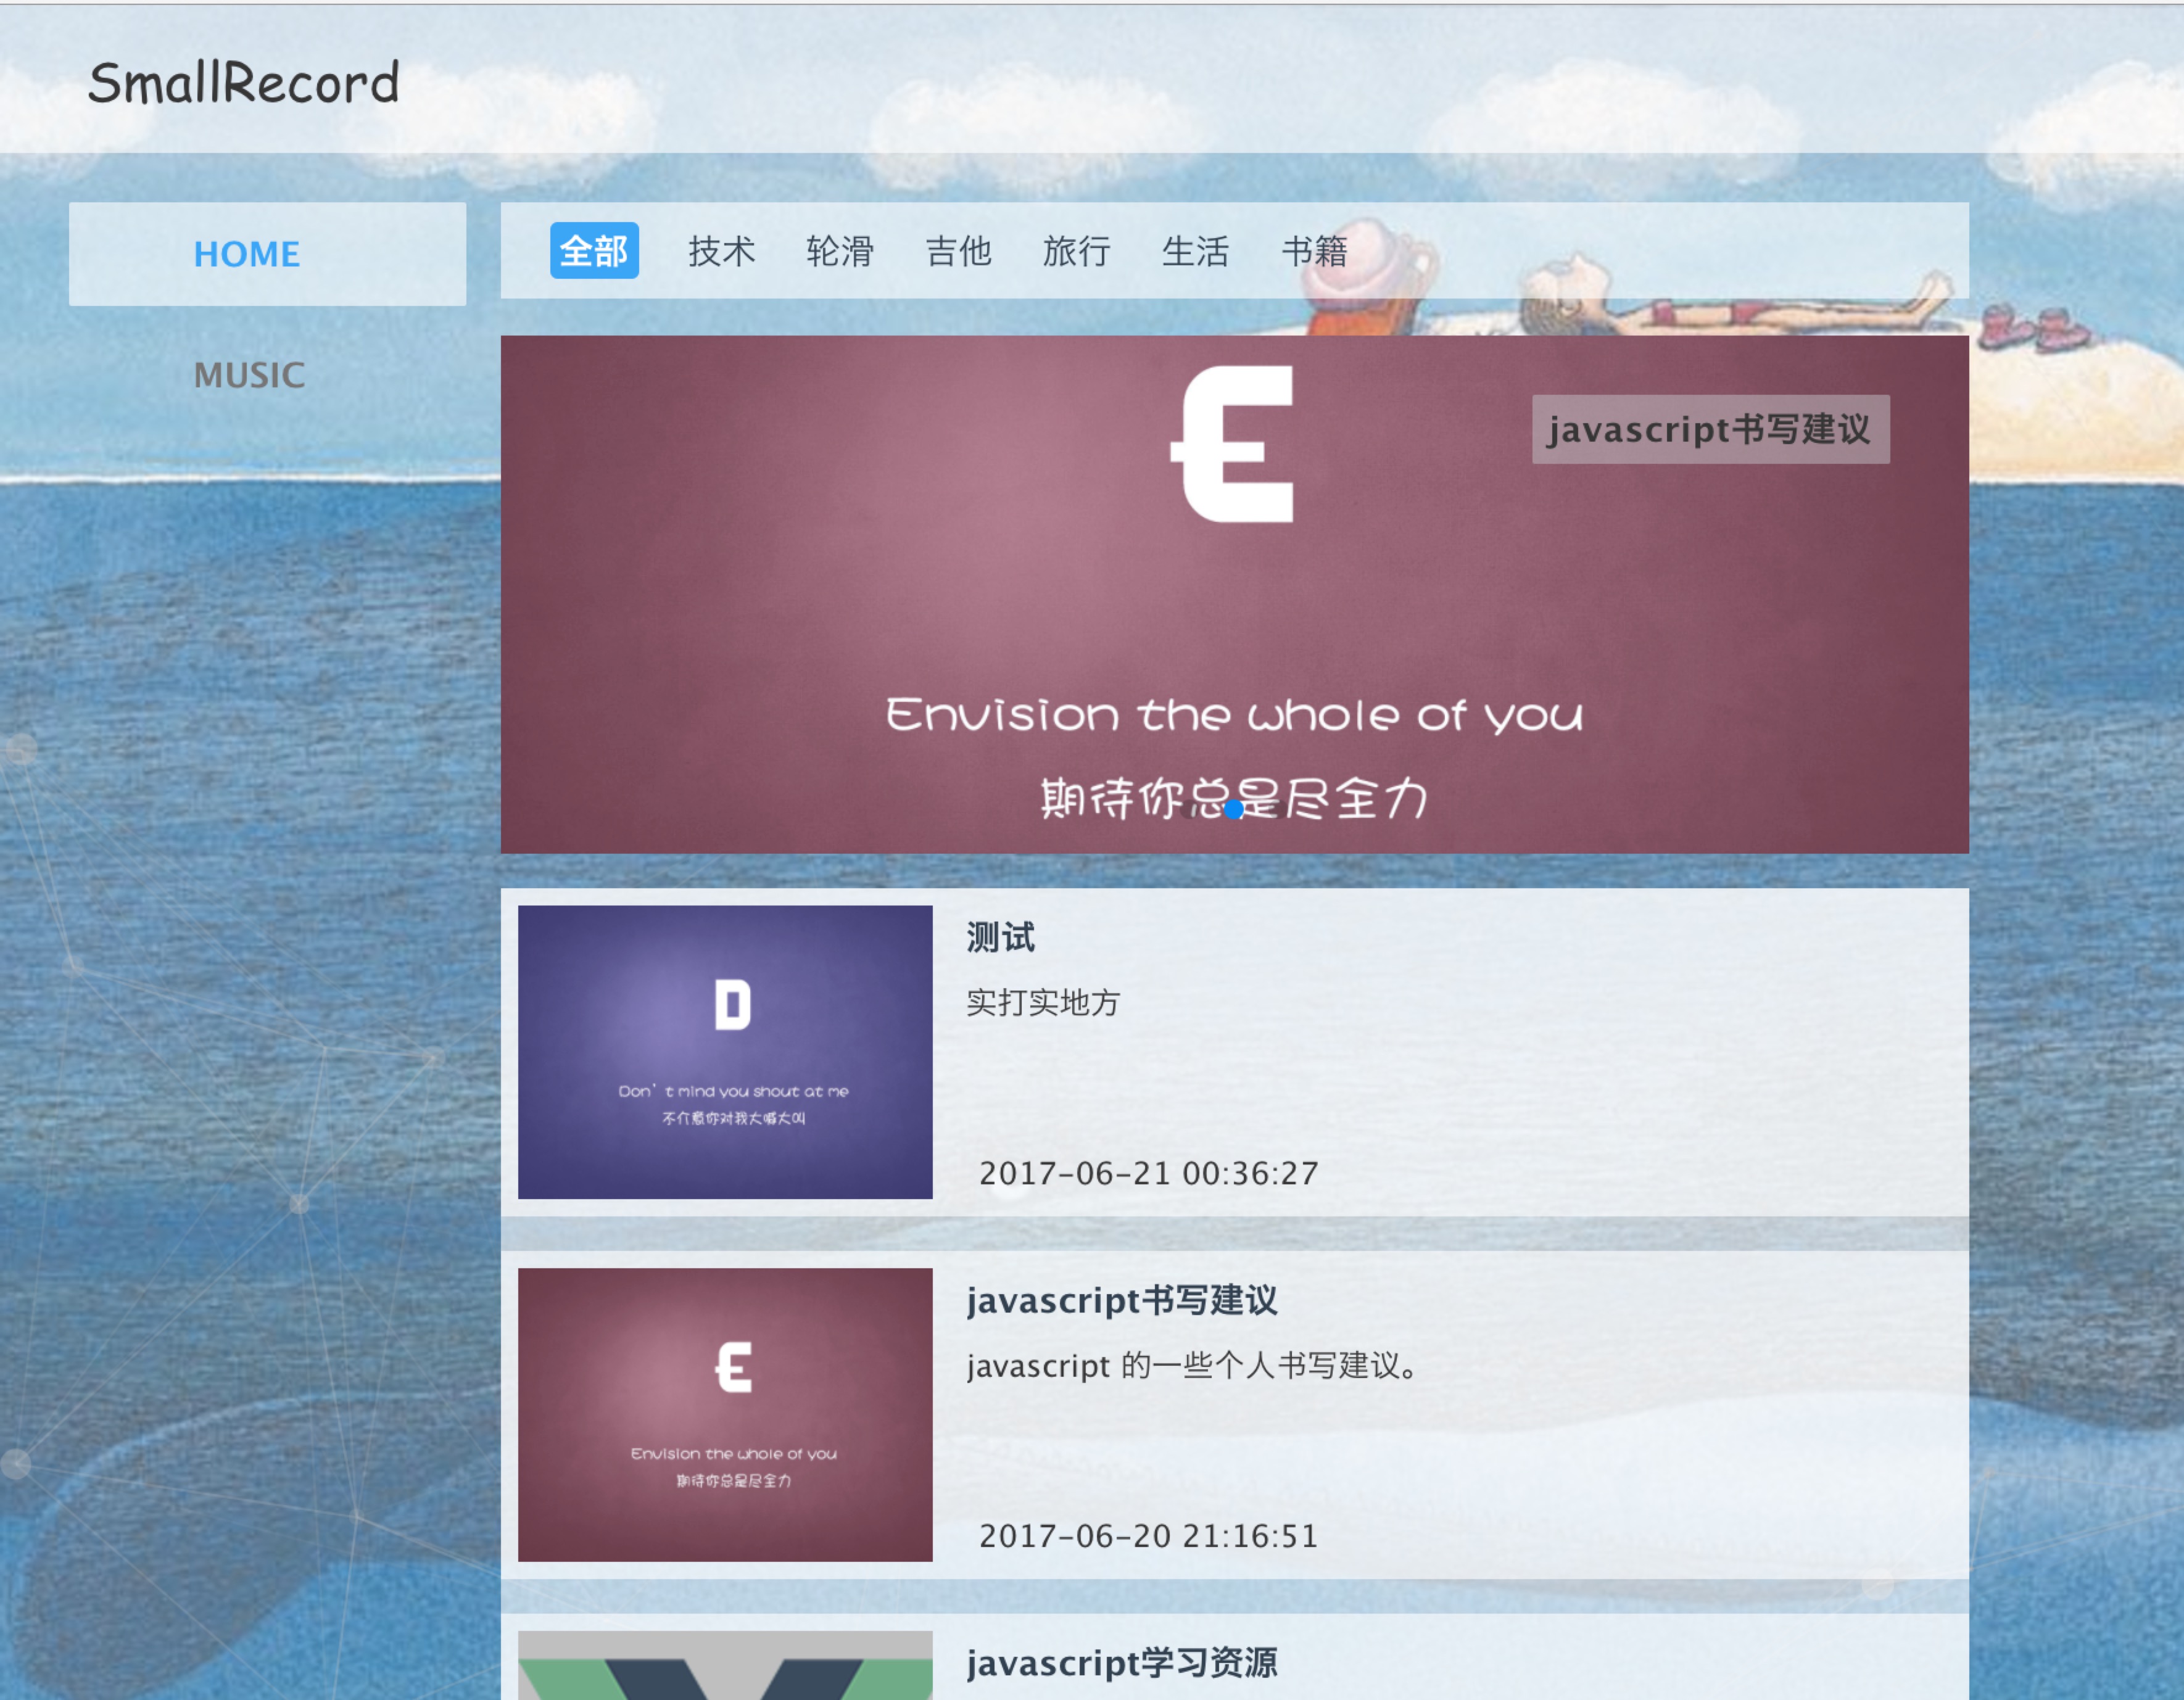 SmallRecord
HOME
MUSIC
全部 技术 轮滑 吉他 旅行 生活 书籍
E
javascript书写建议
Envision the whole of you
期待你总是尽全力
D
Don't mind you shout at me
不介意你对我大喊大叫
测试
实打实地方
2017-06-21 00:36:27
E
Envision the whole of you
期待你总是尽全力
javascript书写建议
javascript 的一些个人书写建议。
2017-06-20 21:16:51
javascript学习资源